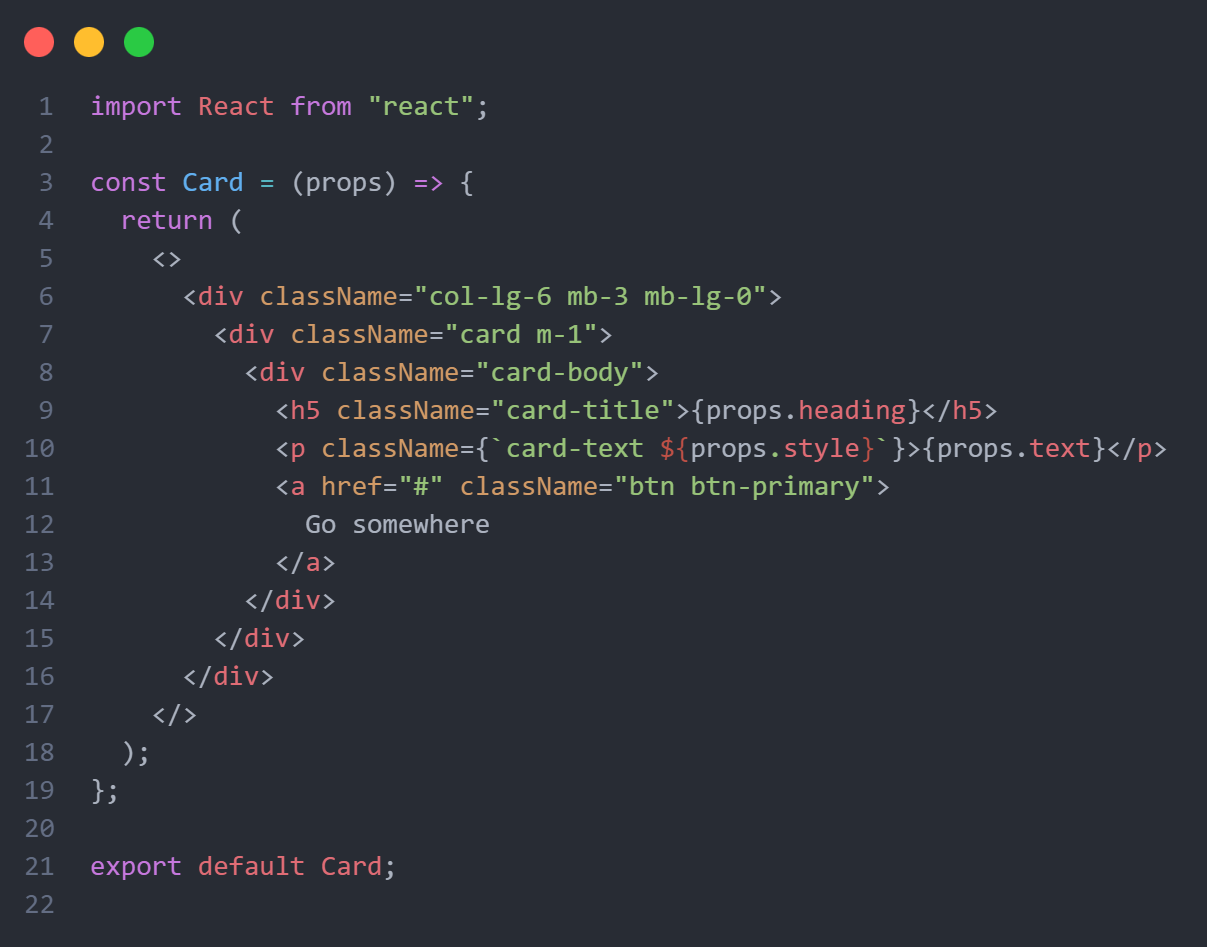 1 import React from "react";
2
3 const Card = (props) => {
4   return (
5     <>
6       <div className="col-lg-6 mb-3 mb-lg-0">
7         <div className="card m-1">
8           <div className="card-body">
9             <h5 className="card-title">{props.heading}</h5>
10             <p className={`card-text ${props.style}`}>{props.text}</p>
11             <a href="#" className="btn btn-primary">
12               Go somewhere
13             </a>
14           </div>
15         </div>
16       </div>
17     </>
18   );
19 };
20
21 export default Card;
22